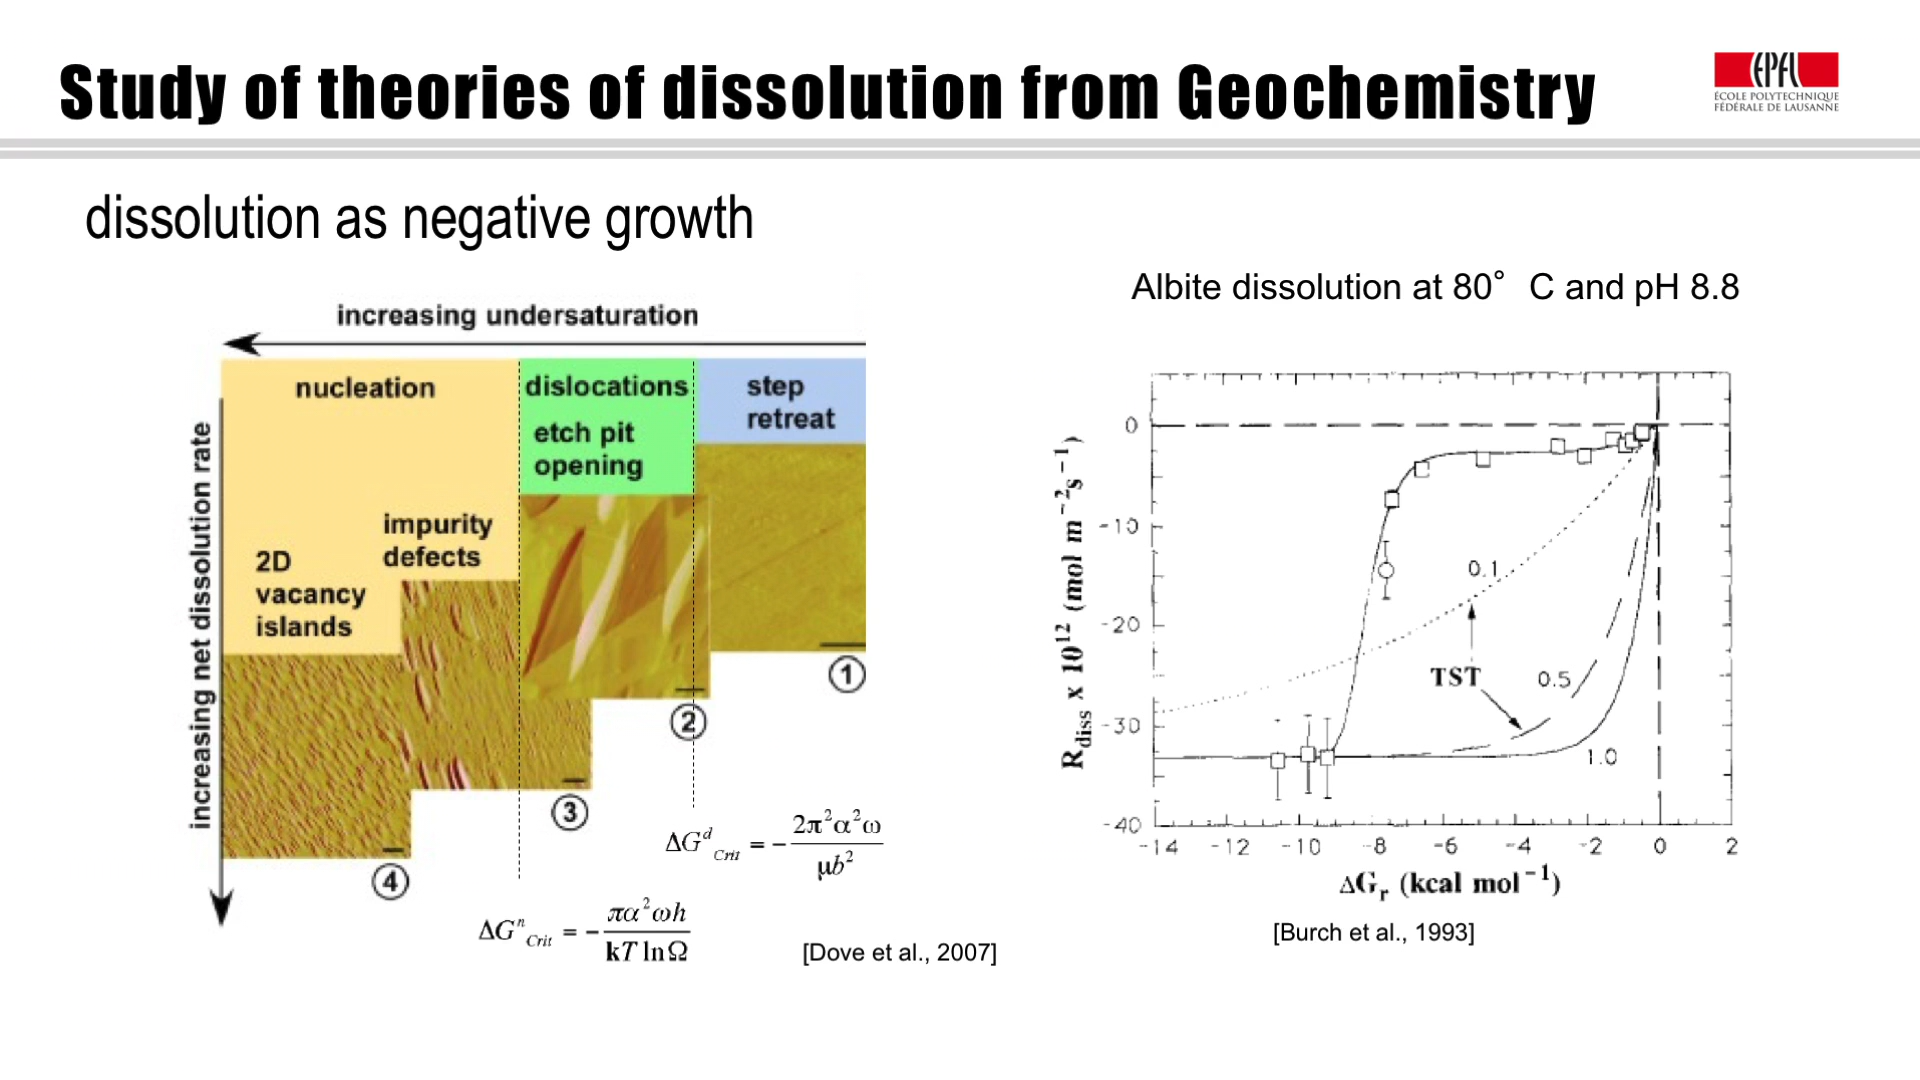 Study of theories of dissolution from Geochemistry
EPFL
ÉCOLE POLYTECHNIQUE
FÉDÉRALE DE LAUSANNE
dissolution as negative growth
increasing undersaturation
nucleation
dislocations
step
retreat
etch pit
opening
impurity
defects
2D
vacancy
islands
increasing net dissolution rate
1
2
3
4
ΔG^d_Crit = − 2π²α²ω / μb²
ΔG^n_Crit = − πα²ωh / kT lnΩ
[Dove et al., 2007]
Albite dissolution at 80° C and pH 8.8
R_diss x 10¹² (mol m⁻²s⁻¹)
0
-10
-20
-30
-40
0.1
TST
0.5
1.0
-14 -12 -10 -8 -6 -4 -2 0 2
ΔG_r (kcal mol⁻¹)
[Burch et al., 1993]